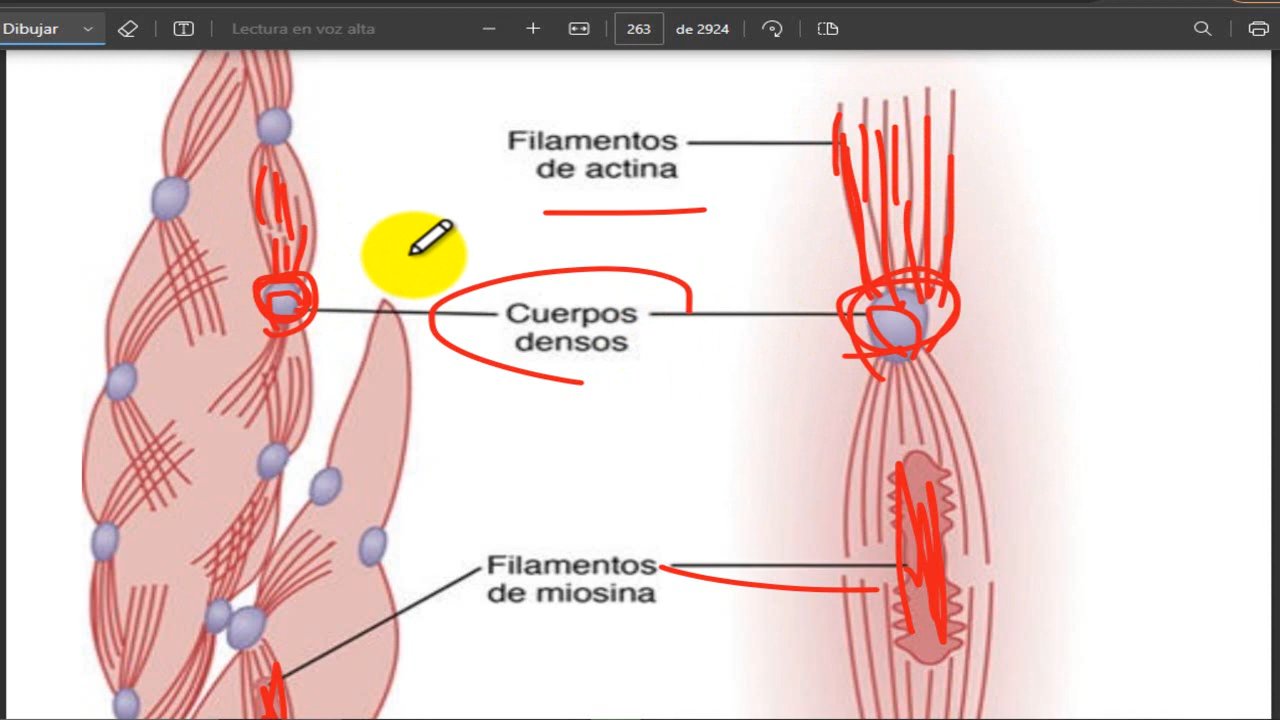 Dibujar
Lectura en voz alta
263
de 2924
Filamentos
de actina
Cuerpos
densos
Filamentos
de miosina